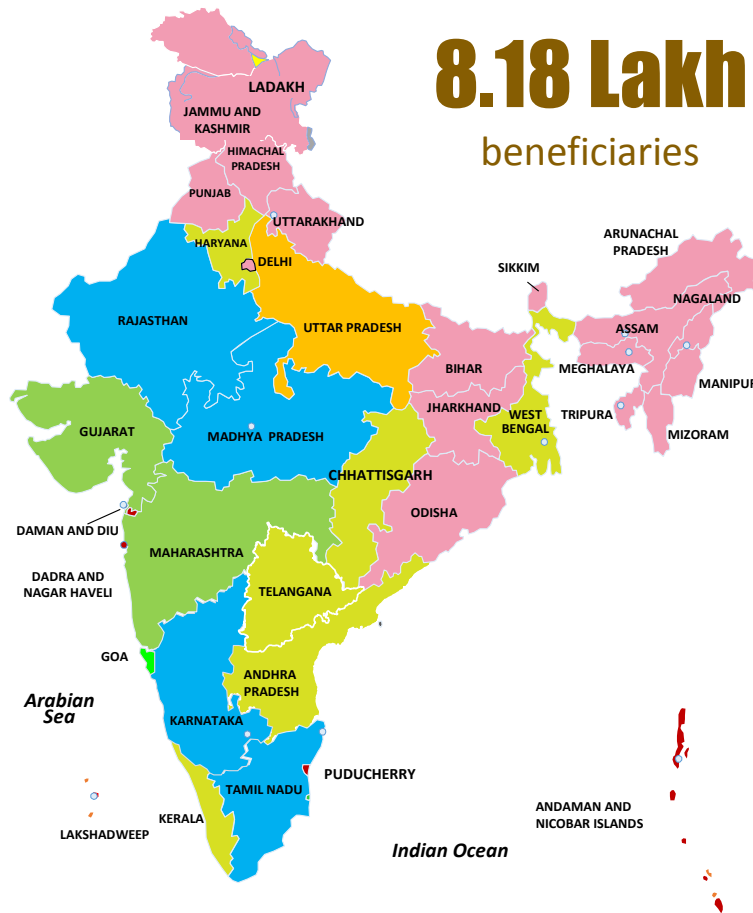 8.18 Lakh
beneficiaries
LADAKH
JAMMU AND
KASHMIR
HIMACHAL
PRADESH
PUNJAB
UTTARAKHAND
HARYANA
DELHI
ARUNACHAL
PRADESH
SIKKIM
NAGALAND
RAJASTHAN
UTTAR PRADESH
ASSAM
BIHAR
MEGHALAYA
MANIPUR
JHARKHAND
WEST
BENGAL
TRIPURA
GUJARAT
MADHYA PRADESH
MIZORAM
CHHATTISGARH
ODISHA
DAMAN AND DIU
MAHARASHTRA
DADRA AND
NAGAR HAVELI
TELANGANA
GOA
ANDHRA
PRADESH
Arabian
Sea
KARNATAKA
PUDUCHERRY
TAMIL NADU
KERALA
LAKSHADWEEP
ANDAMAN AND
NICOBAR ISLANDS
Indian Ocean